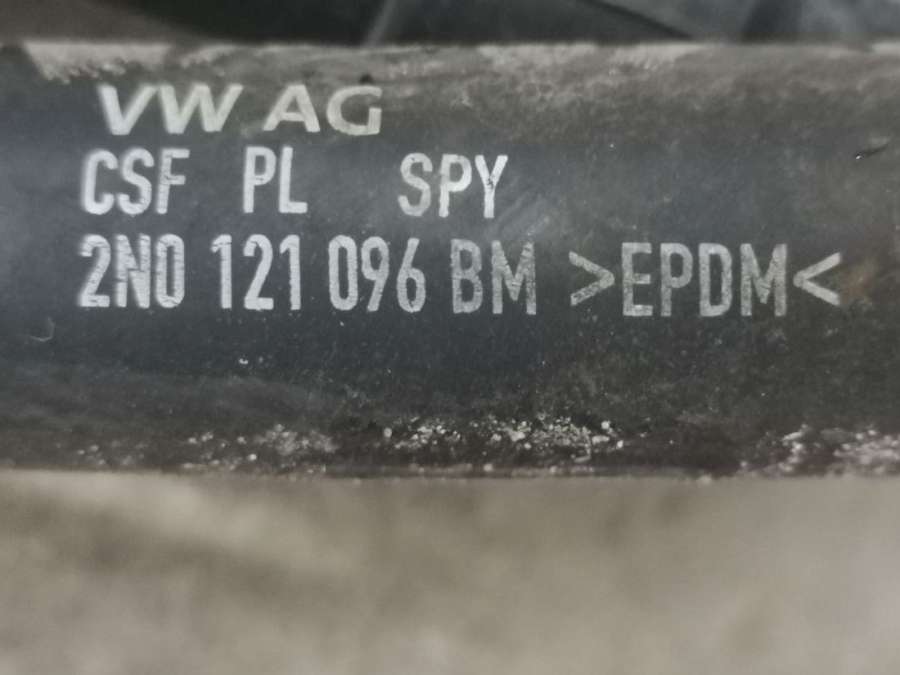 VW AG
CSF PL SPY
2N0 121 096 BM >EPDM<